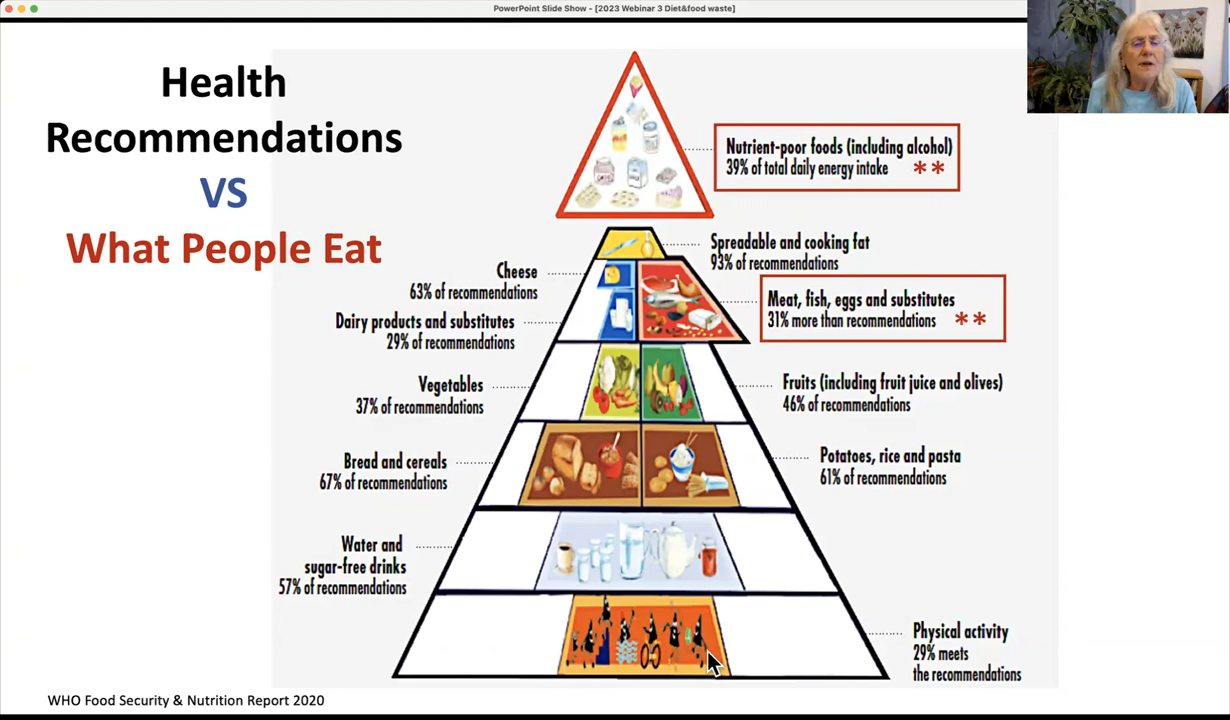 PowerPoint Slide Show - [2023 Webinar 3 Diet&food waste]
Health
Recommendations
VS
What People Eat
Nutrient-poor foods (including alcohol)
39% of total daily energy intake **
Spreadable and cooking fat
93% of recommendations
Cheese
63% of recommendations
Meat, fish, eggs and substitutes
31% more than recommendations **
Dairy products and substitutes
29% of recommendations
Vegetables
37% of recommendations
Fruits (including fruit juice and olives)
46% of recommendations
Bread and cereals
67% of recommendations
Potatoes, rice and pasta
61% of recommendations
Water and
sugar-free drinks
57% of recommendations
Physical activity
29% meets
the recommendations
WHO Food Security & Nutrition Report 2020